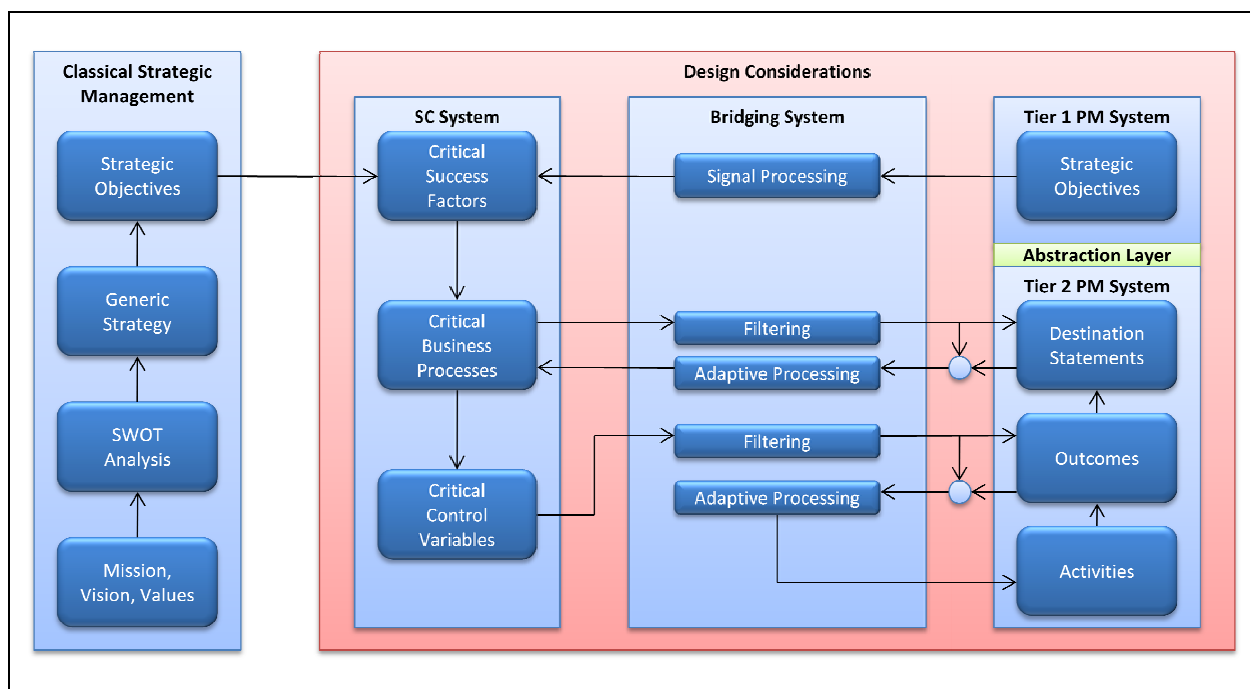 Classical Strategic
Management
Strategic
Objectives
Generic
Strategy
SWOT
Analysis
Mission,
Vision, Values
Design Considerations
SC System
Critical
Success
Factors
Critical
Business
Processes
Critical
Control
Variables
Bridging System
Signal Processing
Filtering
Adaptive Processing
Filtering
Adaptive Processing
Tier 1 PM System
Strategic
Objectives
Abstraction Layer
Tier 2 PM System
Destination
Statements
Outcomes
Activities